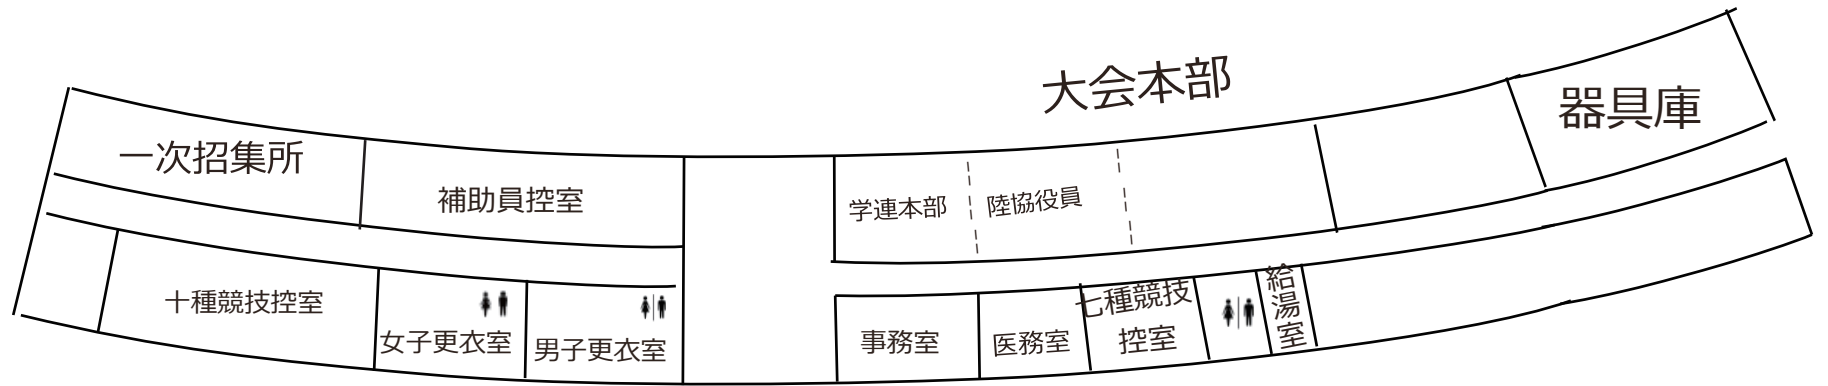 大会本部
器具庫
一次招集所
補助員控室
学連本部
陸協役員
十種競技控室
女子更衣室
男子更衣室
事務室
医務室
七種競技
控室
給湯室